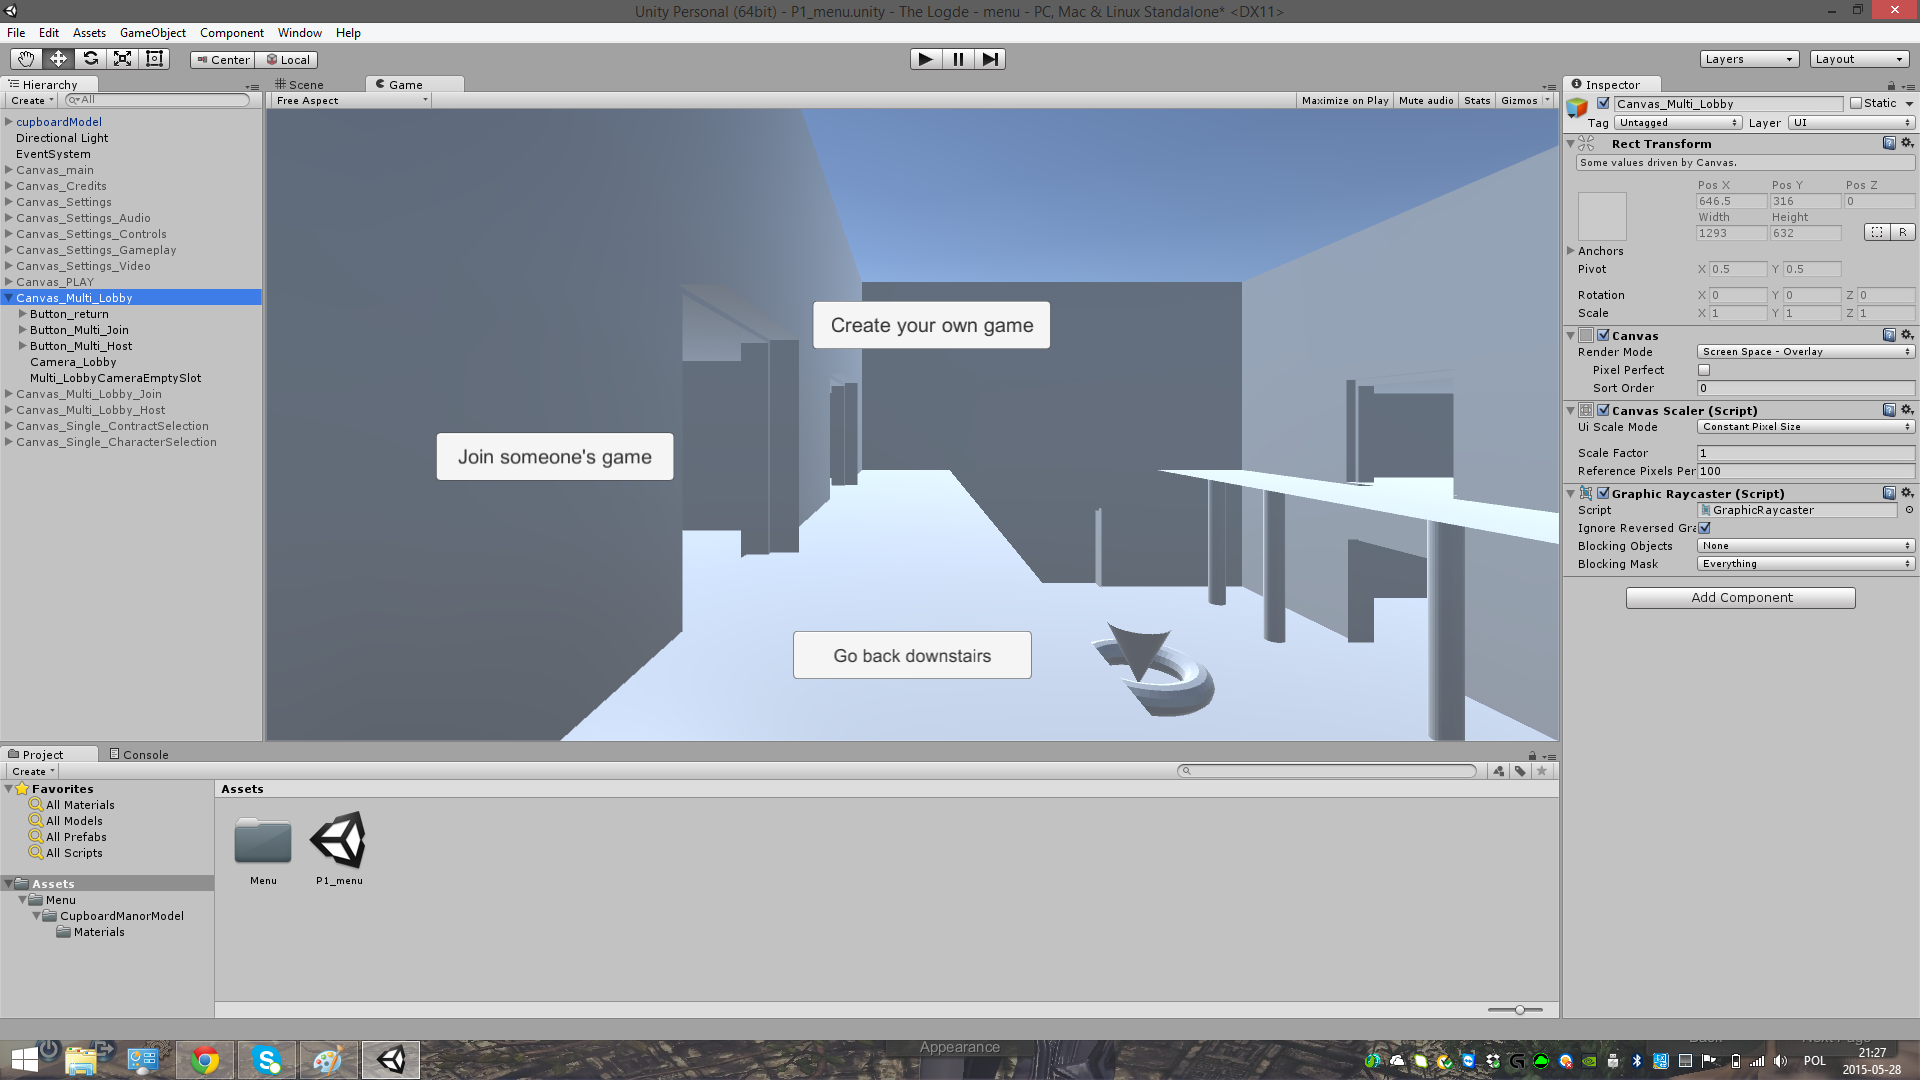 Unity Personal (64bit) - P1_menu.unity - The Logde - menu - PC, Mac & Linux Standalone* <DX11>
File Edit Assets GameObject Component Window Help
Center Local Layers Layout
Hierarchy
Create All
cupboardModel
Directional Light
EventSystem
Canvas_main
Canvas_Credits
Canvas_Settings
Canvas_Settings_Audio
Canvas_Settings_Controls
Canvas_Settings_Gameplay
Canvas_Settings_Video
Canvas_PLAY
Canvas_Multi_Lobby
Button_return
Button_Multi_Join
Button_Multi_Host
Camera_Lobby
Multi_LobbyCameraEmptySlot
Canvas_Multi_Lobby_Join
Canvas_Multi_Lobby_Host
Canvas_Single_ContractSelection
Canvas_Single_CharacterSelection
Scene Game
Free Aspect Maximize on Play Mute audio Stats Gizmos
Create your own game
Join someone's game
Go back downstairs
Inspector
Canvas_Multi_Lobby Static
Tag Untagged Layer UI
Rect Transform
Some values driven by Canvas.
Pos X Pos Y Pos Z
646.5 316 0
Width Height
1293 632 R
Anchors
Pivot X 0.5 Y 0.5
Rotation X 0 Y 0 Z 0
Scale X 1 Y 1 Z 1
Canvas
Render Mode Screen Space - Overlay
Pixel Perfect
Sort Order 0
Canvas Scaler (Script)
Ui Scale Mode Constant Pixel Size
Scale Factor 1
Reference Pixels Per 100
Graphic Raycaster (Script)
Script GraphicRaycaster
Ignore Reversed Gra
Blocking Objects None
Blocking Mask Everything
Add Component
Project Console
Create
Favorites
All Materials
All Models
All Prefabs
All Scripts
Assets
Menu
CupboardManorModel
Materials
Assets
Menu P1_menu
Appearance
POL 21:27
2015-05-28